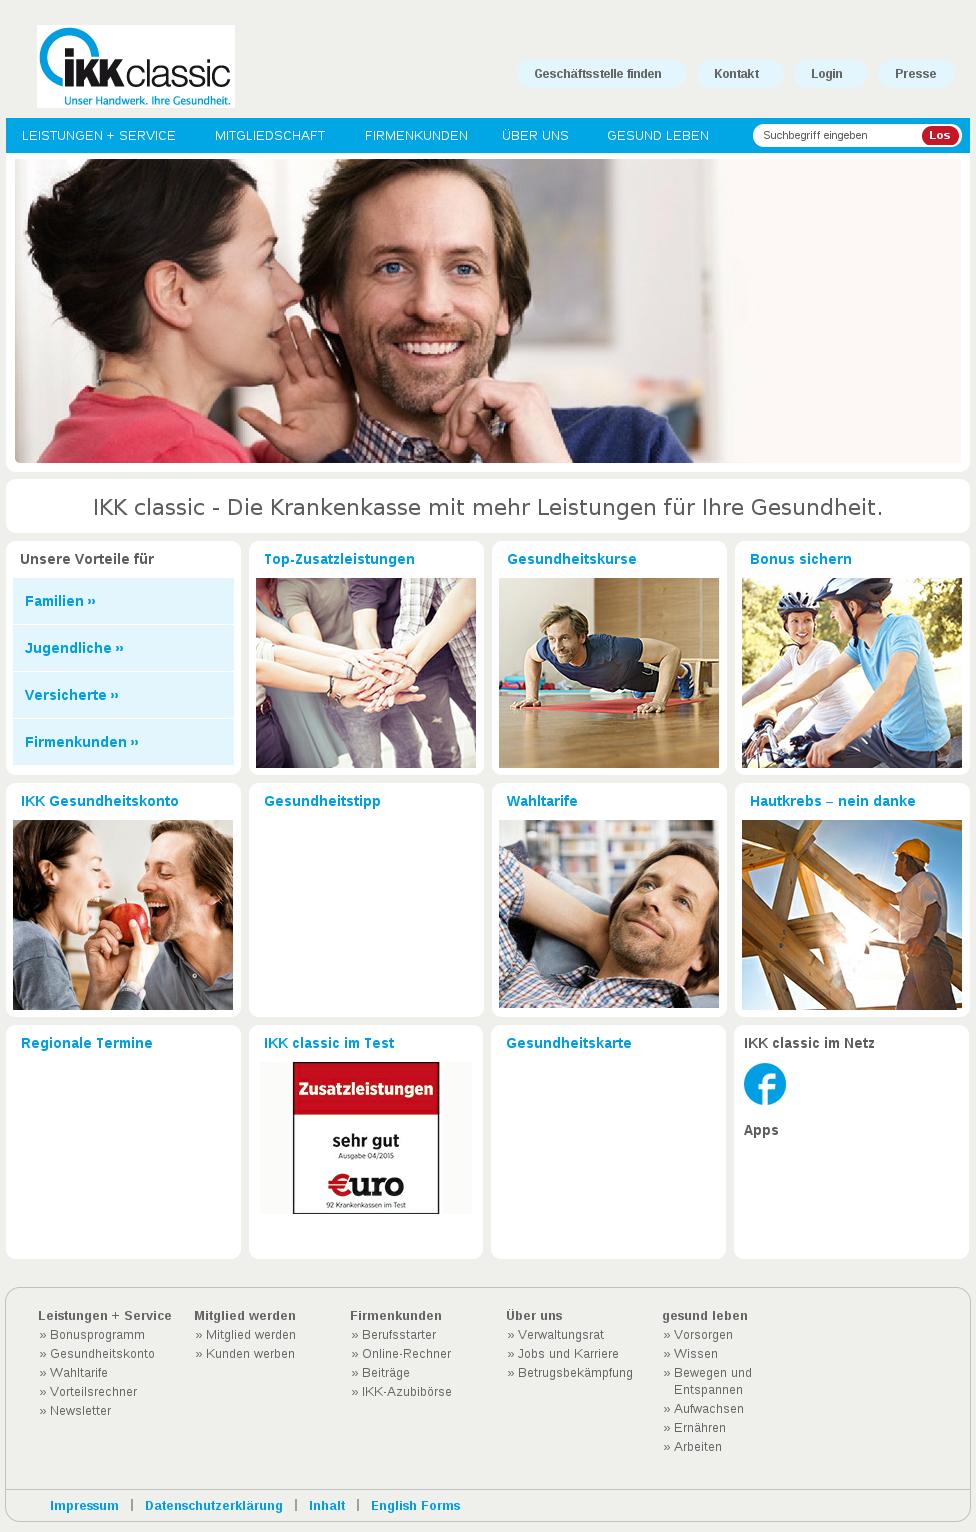 ikk classic
Unser Handwerk. Ihre Gesundheit.
Geschäftsstelle finden
Kontakt
Login
Presse
LEISTUNGEN + SERVICE
MITGLIEDSCHAFT
FIRMENKUNDEN
ÜBER UNS
GESUND LEBEN
Suchbegriff eingeben
Los
IKK classic - Die Krankenkasse mit mehr Leistungen für Ihre Gesundheit.
Unsere Vorteile für
Familien »
Jugendliche »
Versicherte »
Firmenkunden »
Top-Zusatzleistungen
Gesundheitskurse
Bonus sichern
IKK Gesundheitskonto
Gesundheitstipp
Wahltarife
Hautkrebs – nein danke
Regionale Termine
IKK classic im Test
Zusatzleistungen
sehr gut
Ausgabe 04/2015
€uro
92 Krankenkassen im Test
Gesundheitskarte
IKK classic im Netz
f
Apps
Leistungen + Service
» Bonusprogramm
» Gesundheitskonto
» Wahltarife
» Vorteilsrechner
» Newsletter
Mitglied werden
» Mitglied werden
» Kunden werben
Firmenkunden
» Berufsstarter
» Online-Rechner
» Beiträge
» IKK-Azubibörse
Über uns
» Verwaltungsrat
» Jobs und Karriere
» Betrugsbekämpfung
gesund leben
» Vorsorgen
» Wissen
» Bewegen und
Entspannen
» Aufwachsen
» Ernähren
» Arbeiten
Impressum | Datenschutzerklärung | Inhalt | English Forms